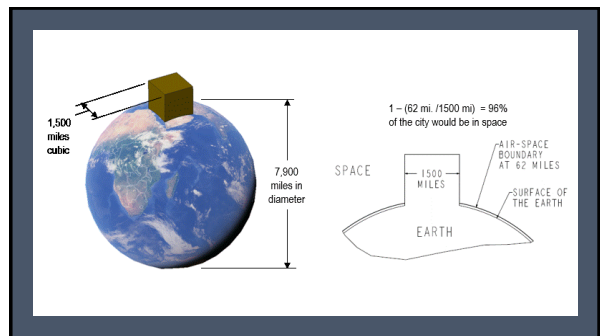 1,500
miles
cubic
7,900
miles in
diameter
1 – (62 mi. /1500 mi)  = 96%
of the city would be in space
SPACE
1500
MILES
AIR-SPACE
BOUNDARY
AT 62 MILES
SURFACE OF
THE EARTH
EARTH